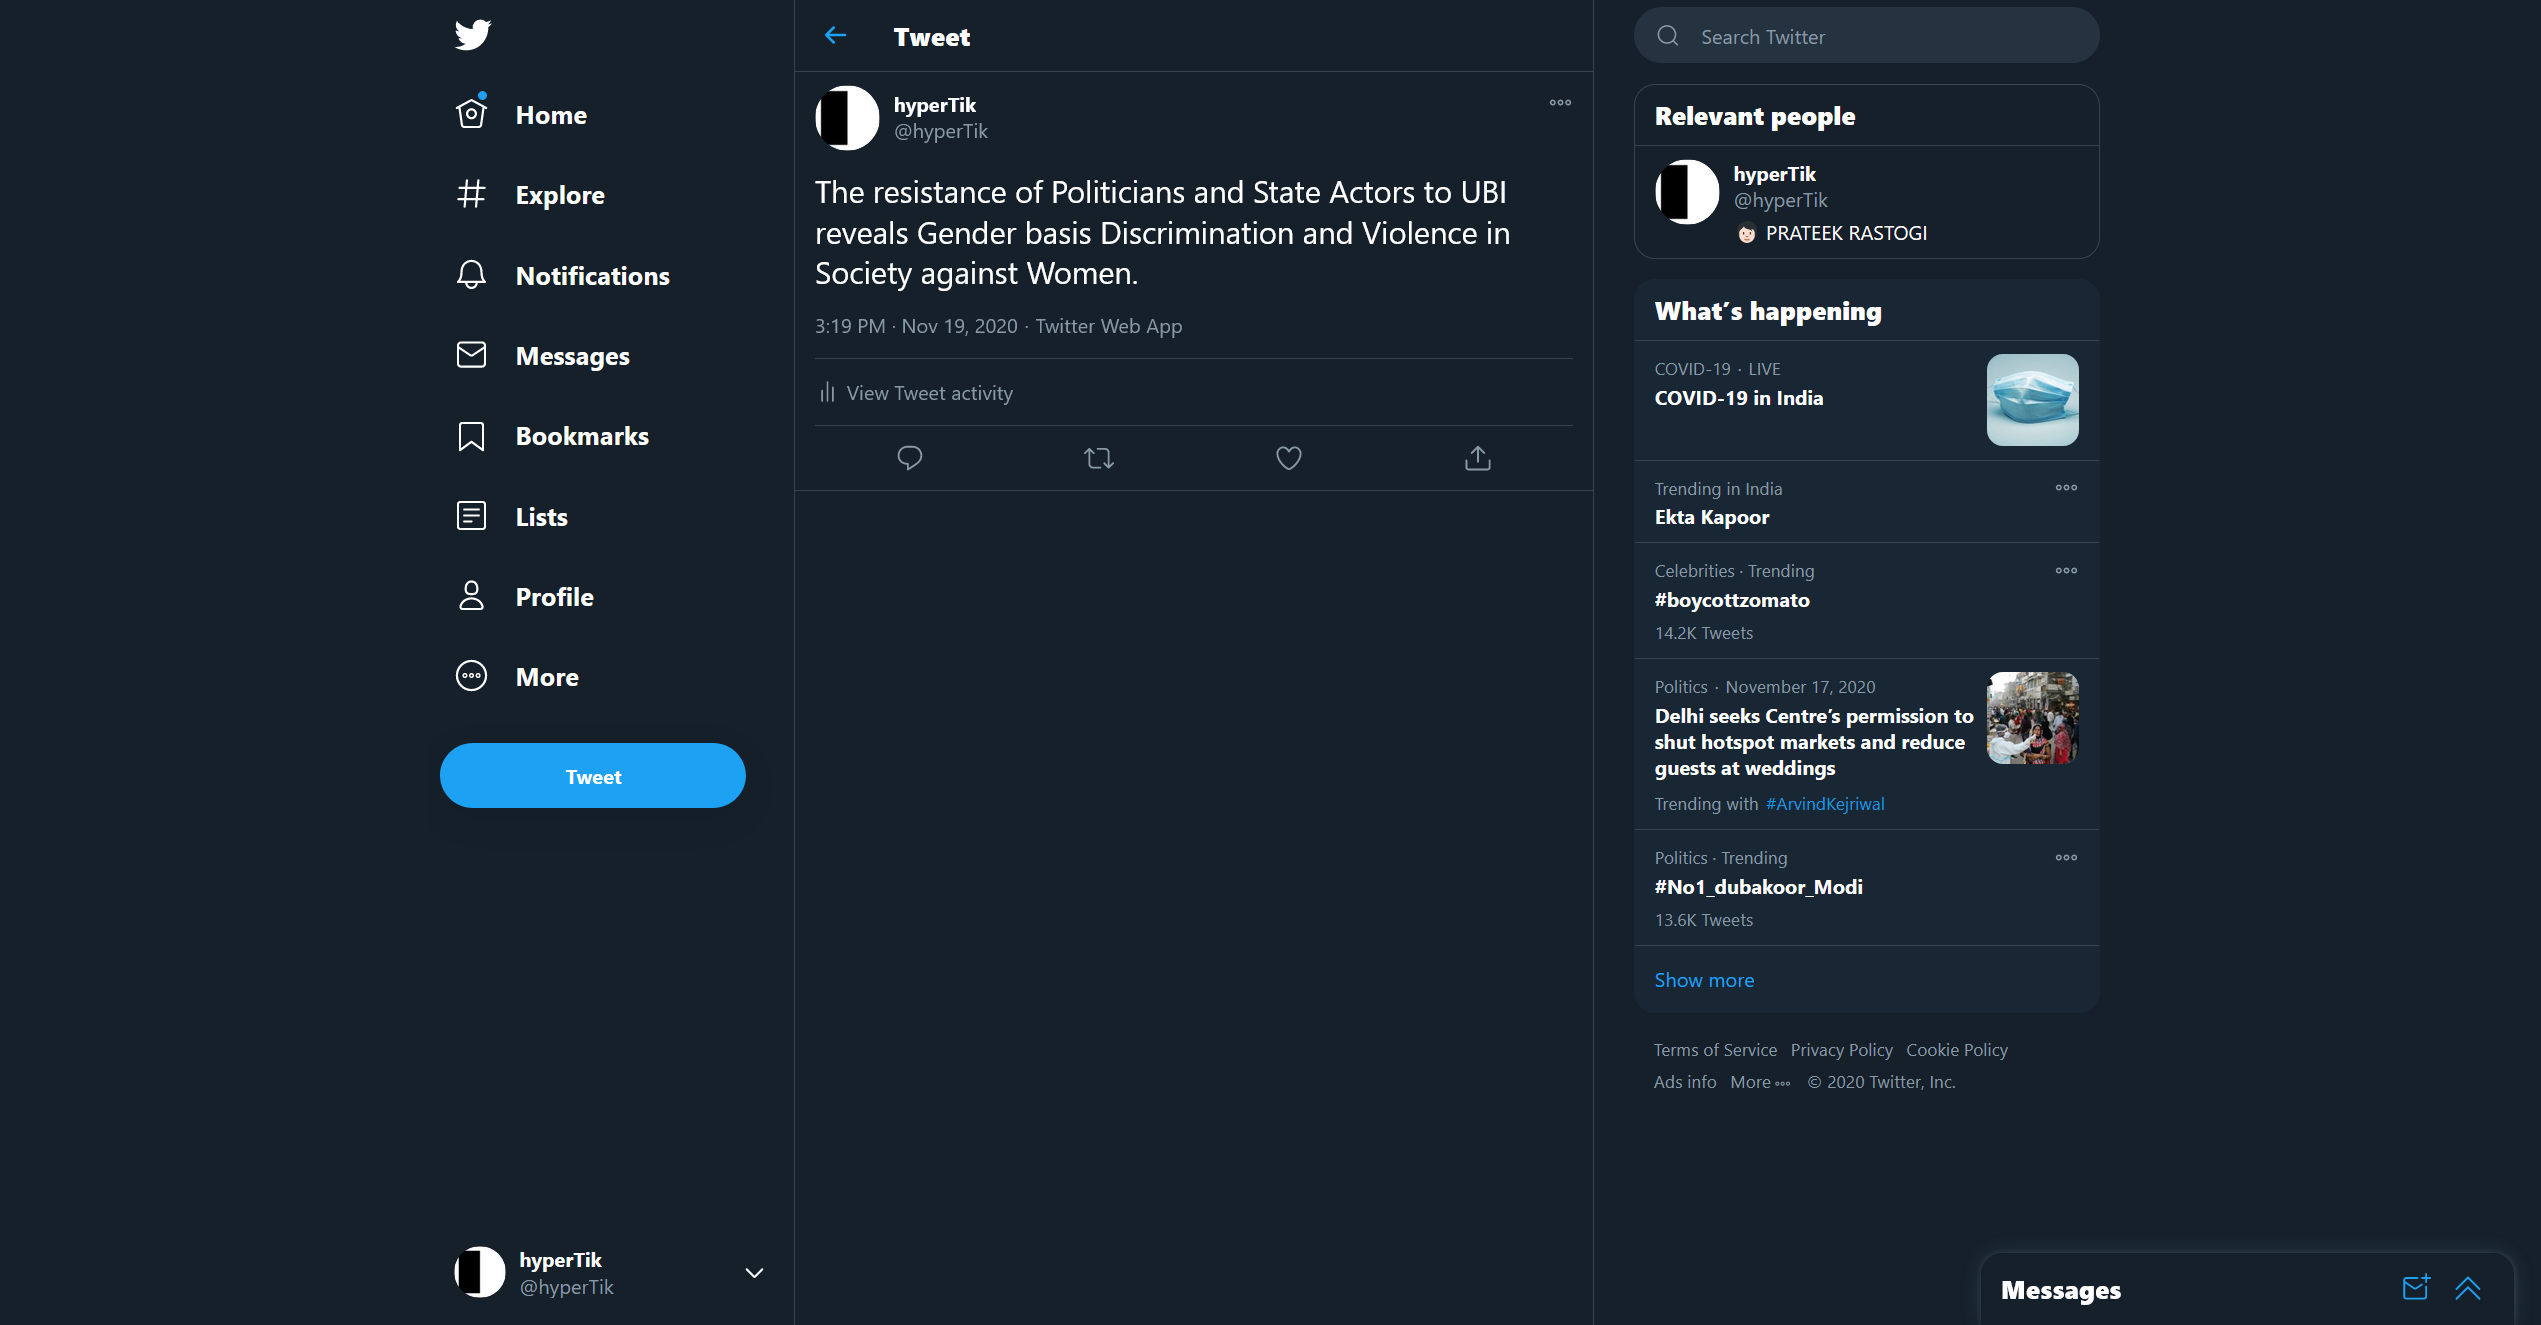 Home
Explore
Notifications
Messages
Bookmarks
Lists
Profile
More
Tweet
hyperTik
@hyperTik
Tweet
hyperTik
@hyperTik
The resistance of Politicians and State Actors to UBI
reveals Gender basis Discrimination and Violence in
Society against Women.
3:19 PM · Nov 19, 2020 · Twitter Web App
View Tweet activity
Search Twitter
Relevant people
hyperTik
@hyperTik
PRATEEK RASTOGI
What's happening
COVID-19 · LIVE
COVID-19 in India
Trending in India
Ekta Kapoor
Celebrities · Trending
#boycottzomato
14.2K Tweets
Politics · November 17, 2020
Delhi seeks Centre's permission to
shut hotspot markets and reduce
guests at weddings
Trending with #ArvindKejriwal
Politics · Trending
#No1_dubakoor_Modi
13.6K Tweets
Show more
Terms of Service Privacy Policy Cookie Policy
Ads info More © 2020 Twitter, Inc.
Messages